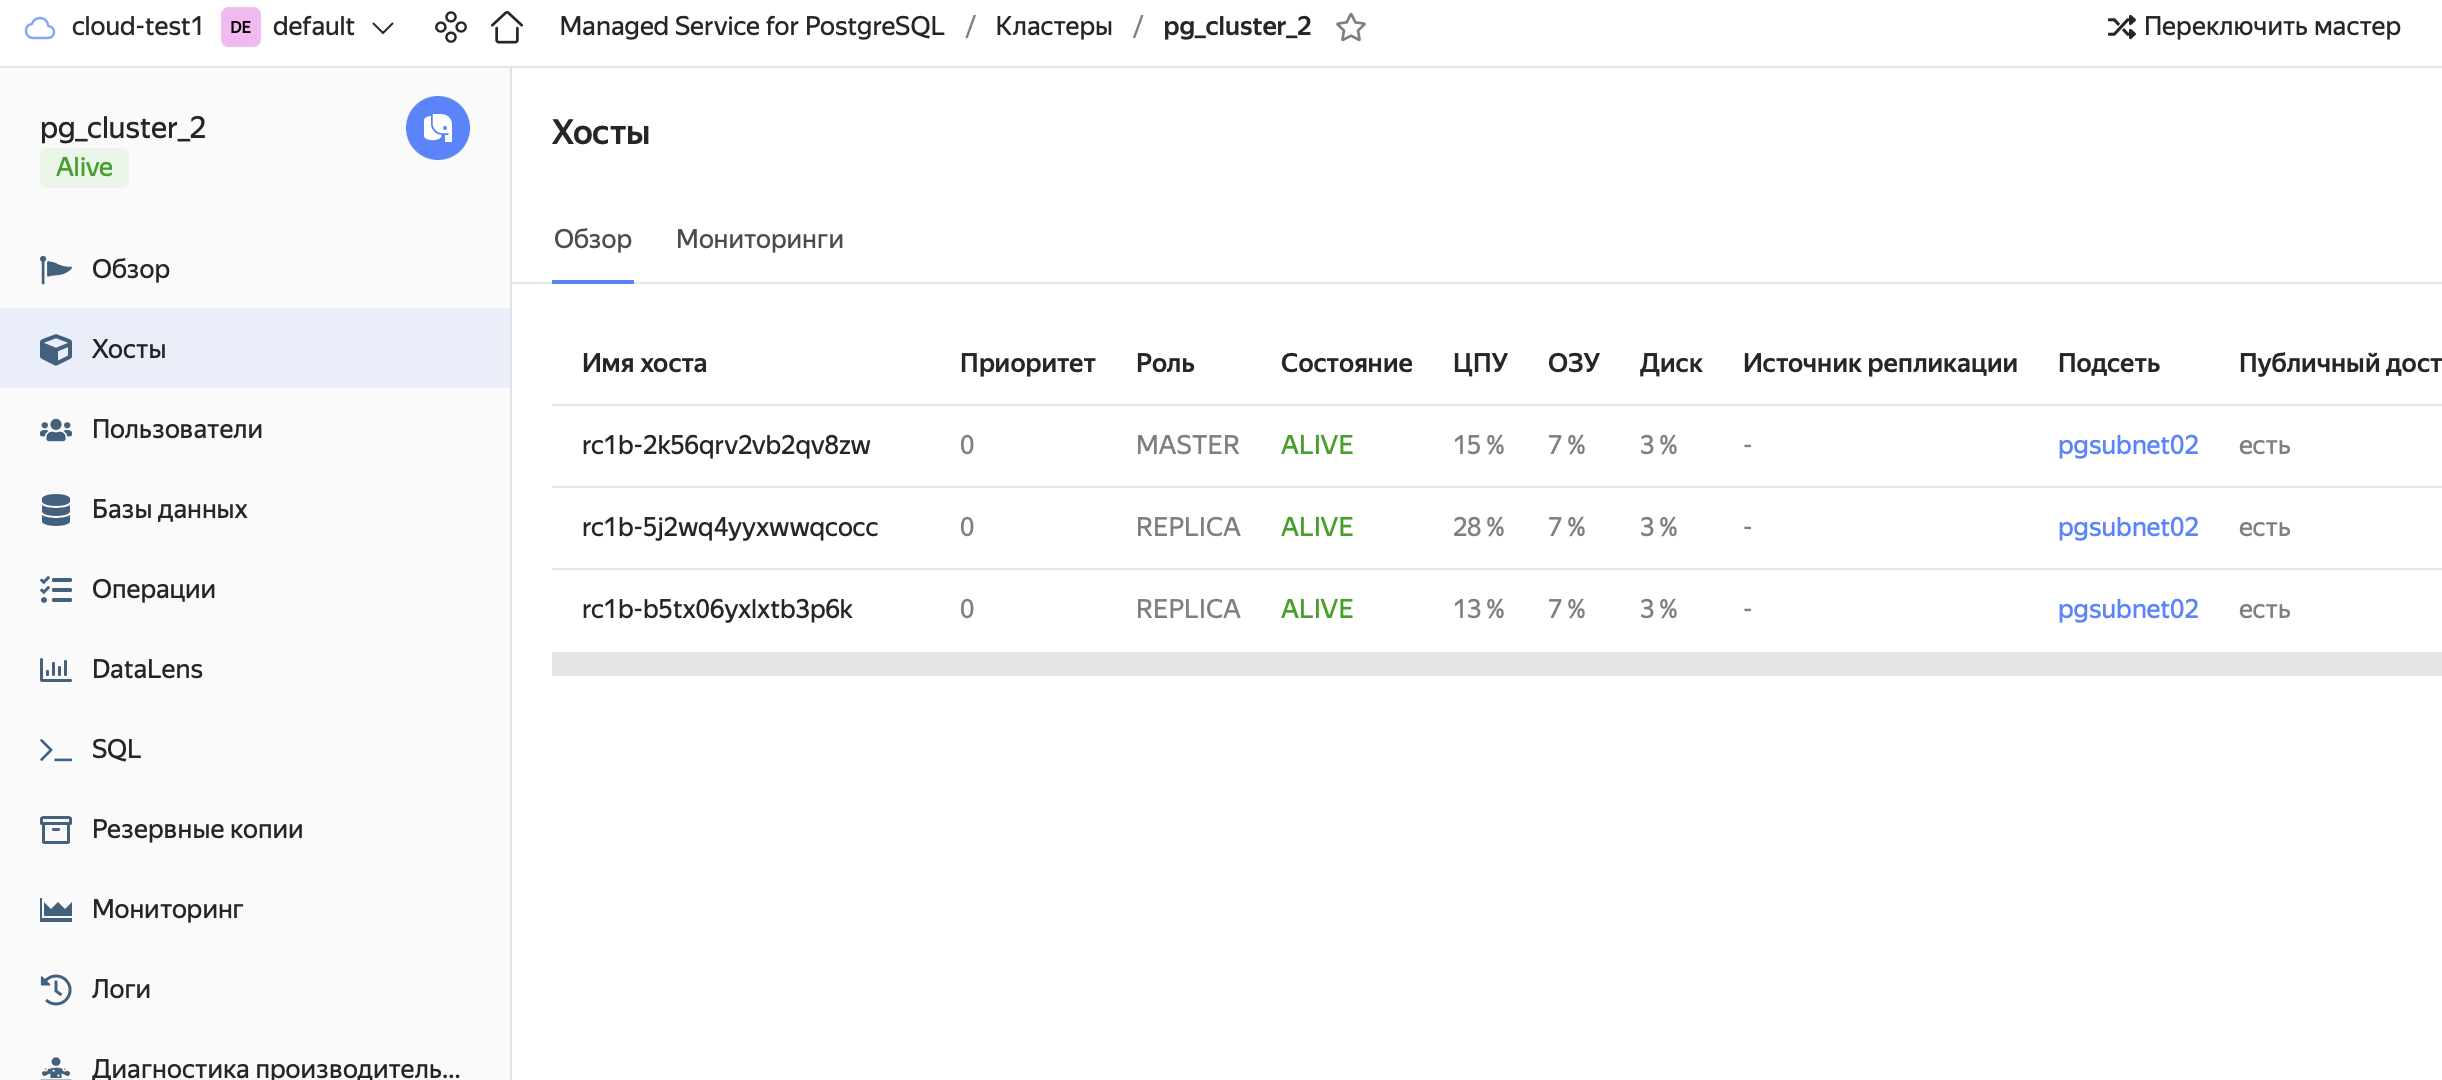 cloud-test1 DE default Managed Service for PostgreSQL / Кластеры / pg_cluster_2 Переключить мастер
pg_cluster_2
Alive
Обзор
Хосты
Пользователи
Базы данных
Операции
DataLens
SQL
Резервные копии
Мониторинг
Логи
Диагностика производитель...
Хосты
Обзор Мониторинги
Имя хоста Приоритет Роль Состояние ЦПУ ОЗУ Диск Источник репликации Подсеть Публичный дост
rc1b-2k56qrv2vb2qv8zw 0 MASTER ALIVE 15 % 7 % 3 % - pgsubnet02 есть
rc1b-5j2wq4yyxwwqcocc 0 REPLICA ALIVE 28 % 7 % 3 % - pgsubnet02 есть
rc1b-b5tx06yxlxtb3p6k 0 REPLICA ALIVE 13 % 7 % 3 % - pgsubnet02 есть